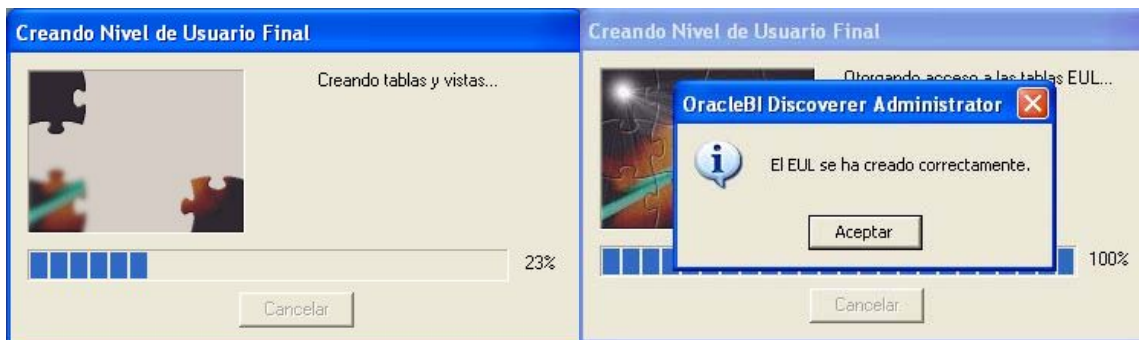 Creando Nivel de Usuario Final
Creando tablas y vistas...
23%
Cancelar
Creando Nivel de Usuario Final
Otorgando acceso a las tablas EUL...
OracleBI Discoverer Administrator
El EUL se ha creado correctamente.
Aceptar
100%
Cancelar